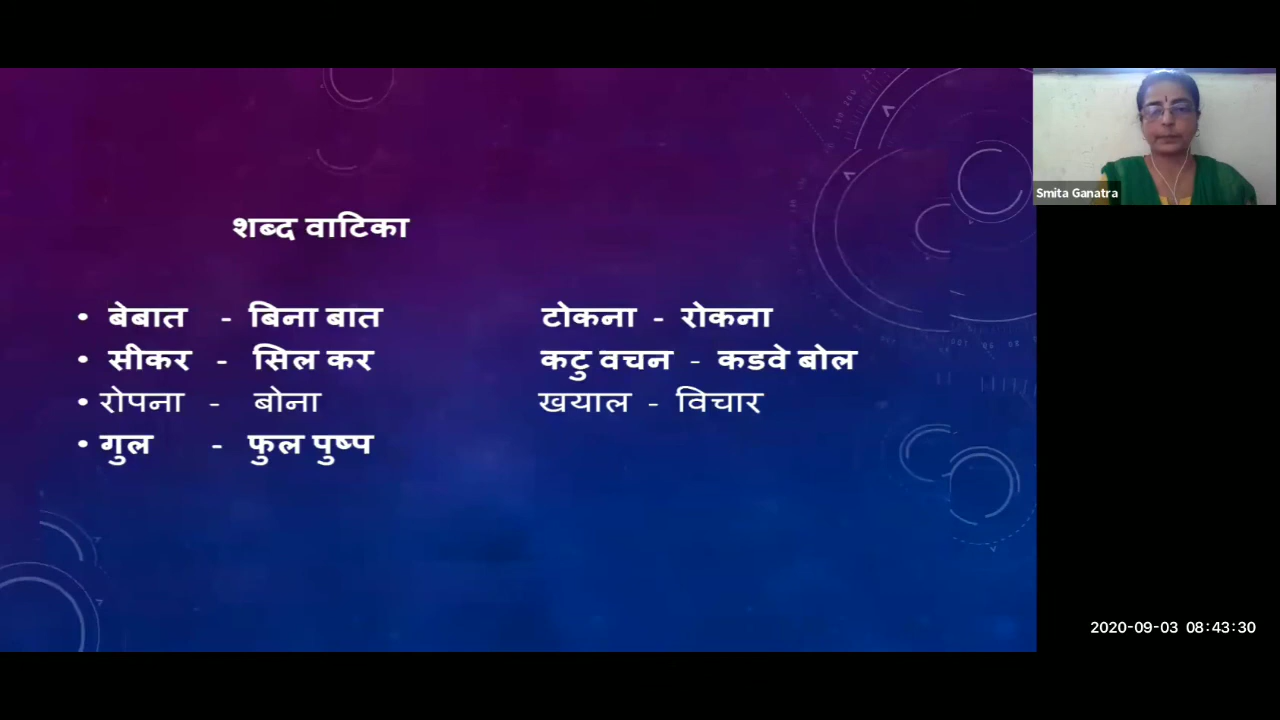 शब्द वाटिका
• बेबात - बिना बात टोकना - रोकना
• सीकर - सिल कर कटु वचन - कडवे बोल
• रोपना - बोना खयाल - विचार
• गुल - फुल पुष्प
Smita Ganatra
2020-09-03 08:43:30